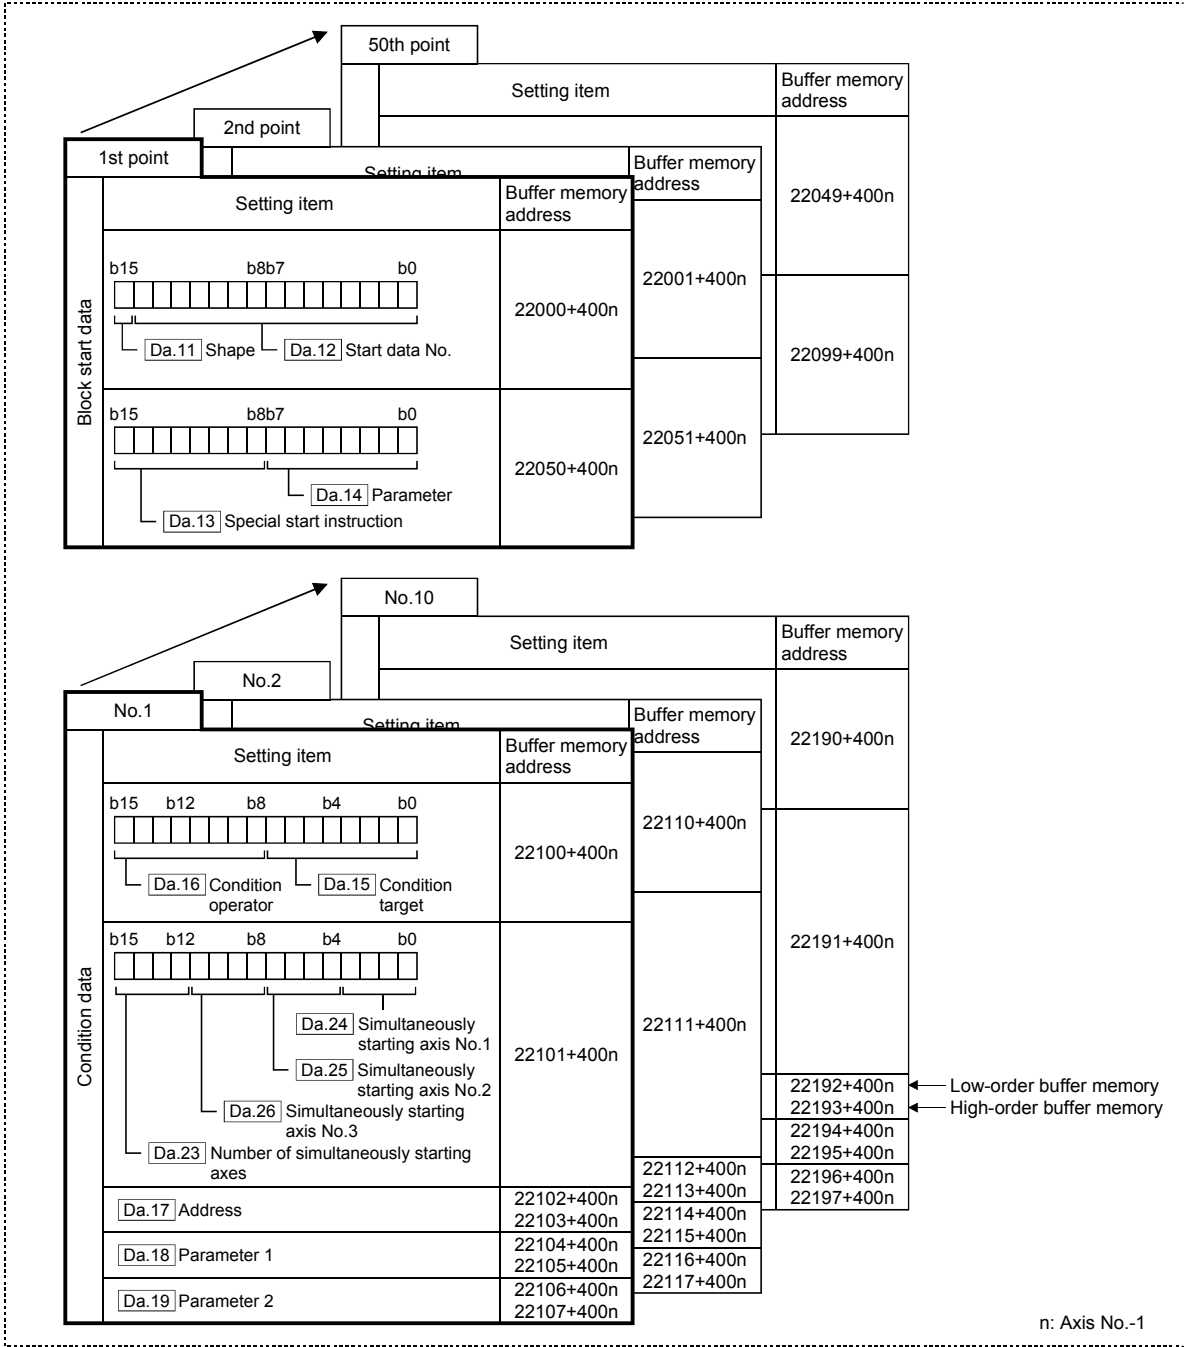 50th point
Setting item
Buffer memory
address
22049+400n
22099+400n
2nd point
Setting item
Buffer memory
address
22001+400n
22051+400n
1st point
Block start data
Setting item
Buffer memory
address
b15 b8b7 b0
Da.11 Shape Da.12 Start data No.
22000+400n
b15 b8b7 b0
Da.14 Parameter
Da.13 Special start instruction
22050+400n
No.10
Setting item
Buffer memory
address
22190+400n
22191+400n
22192+400n Low-order buffer memory
22193+400n High-order buffer memory
22194+400n
22195+400n
22196+400n
22197+400n
No.2
Setting item
Buffer memory
address
22110+400n
22111+400n
22112+400n
22113+400n
22114+400n
22115+400n
22116+400n
22117+400n
No.1
Condition data
Setting item
Buffer memory
address
b15 b12 b8 b4 b0
Da.16 Condition
operator
Da.15 Condition
target
22100+400n
b15 b12 b8 b4 b0
Da.24 Simultaneously
starting axis No.1
Da.25 Simultaneously
starting axis No.2
Da.26 Simultaneously starting
axis No.3
Da.23 Number of simultaneously starting
axes
22101+400n
Da.17 Address
22102+400n
22103+400n
Da.18 Parameter 1
22104+400n
22105+400n
Da.19 Parameter 2
22106+400n
22107+400n
n: Axis No.-1